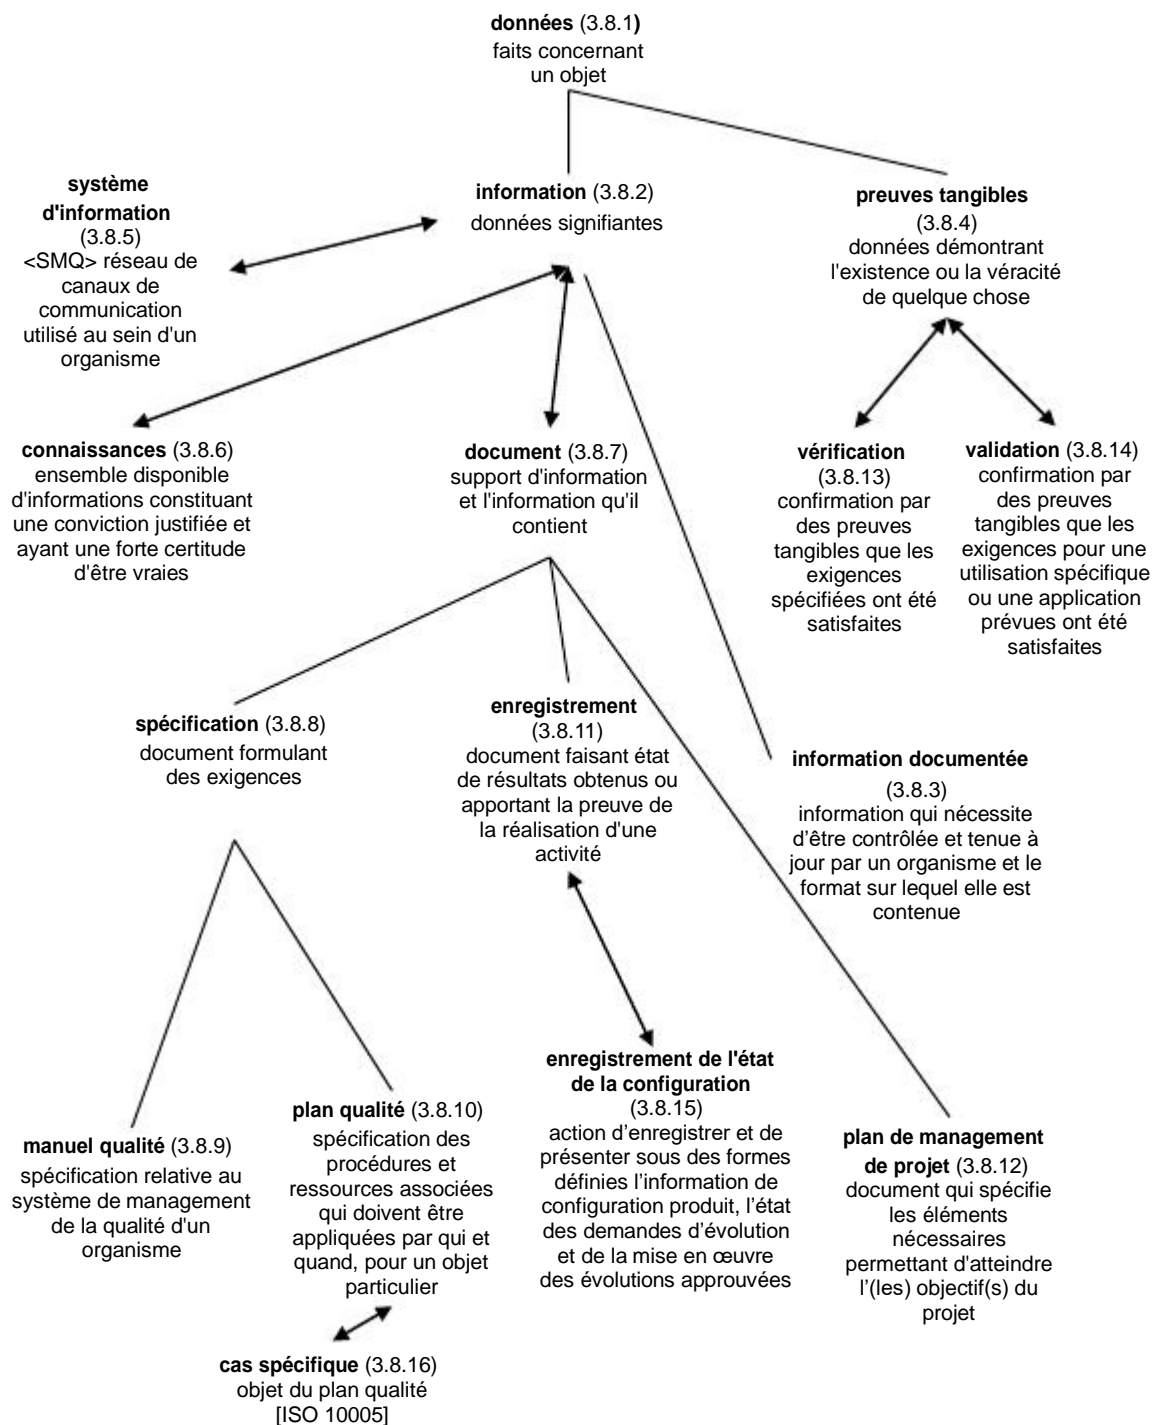 données (3.8.1)
faits concernant
un objet
système
d'information
(3.8.5)
<SMQ> réseau de
canaux de
communication
utilisé au sein d'un
organisme
information (3.8.2)
données signifiantes
preuves tangibles
(3.8.4)
données démontrant
l'existence ou la véracité
de quelque chose
connaissances (3.8.6)
ensemble disponible
d'informations constituant
une conviction justifiée et
ayant une forte certitude
d'être vraies
document (3.8.7)
support d'information
et l'information qu'il
contient
vérification
(3.8.13)
confirmation par
des preuves
tangibles que les
exigences
spécifiées ont été
satisfaites
validation (3.8.14)
confirmation par
des preuves
tangibles que les
exigences pour une
utilisation spécifique
ou une application
prévues ont été
satisfaites
spécification (3.8.8)
document formulant
des exigences
enregistrement
(3.8.11)
document faisant état
de résultats obtenus ou
apportant la preuve de
la réalisation d'une
activité
information documentée
(3.8.3)
information qui nécessite
d’être contrôlée et tenue à
jour par un organisme et le
format sur lequel elle est
contenue
manuel qualité (3.8.9)
spécification relative au
système de management
de la qualité d'un
organisme
plan qualité (3.8.10)
spécification des
procédures et
ressources associées
qui doivent être
appliquées par qui et
quand, pour un objet
particulier
enregistrement de l'état
de la configuration
(3.8.15)
action d’enregistrer et de
présenter sous des formes
définies l’information de
configuration produit, l’état
des demandes d’évolution
et de la mise en œuvre
des évolutions approuvées
plan de management
de projet (3.8.12)
document qui spécifie
les éléments
nécessaires
permettant d'atteindre
l’(les) objectif(s) du
projet
cas spécifique (3.8.16)
objet du plan qualité
[ISO 10005]